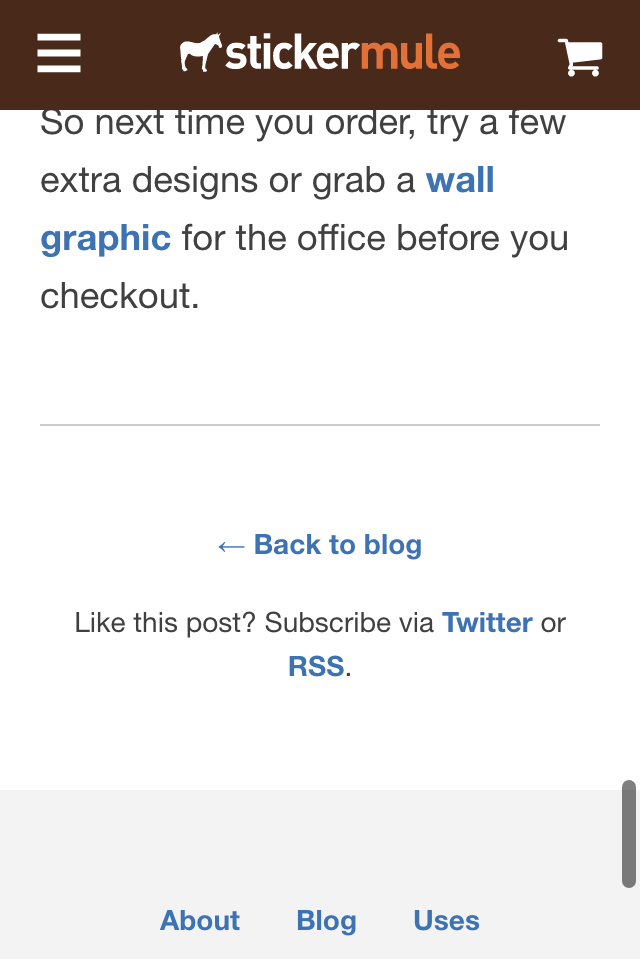 stickermule
So next time you order, try a few
extra designs or grab a wall
graphic for the office before you
checkout.
← Back to blog
Like this post? Subscribe via Twitter or
RSS.
About Blog Uses